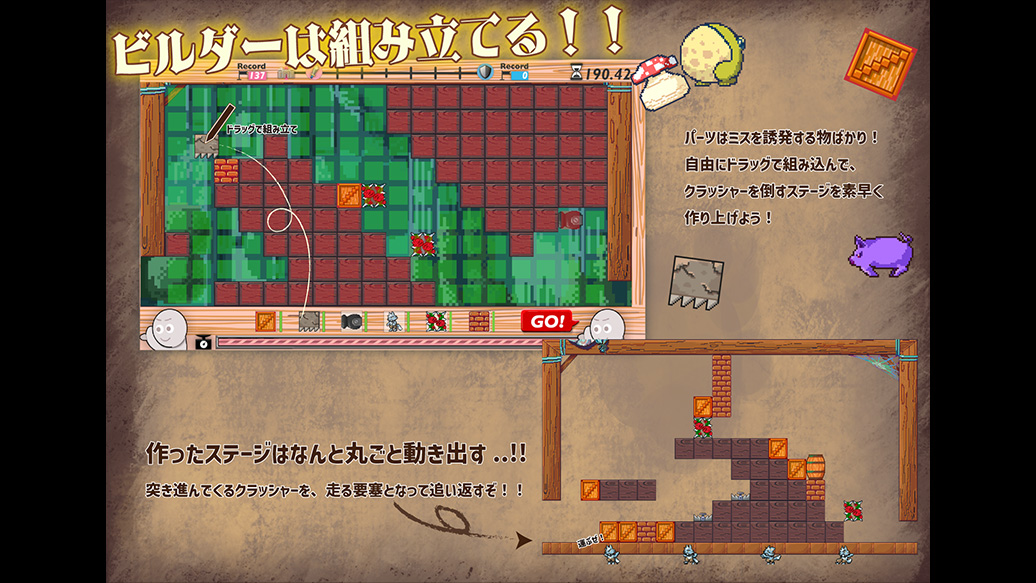 ビルダーは組み立てる！！
Record
137
Record
0
190.42
ドラッグで組み立て
パーツはミスを誘発する物ばかり！
自由にドラッグで組み込んで、
クラッシャーを倒すステージを素早く
作り上げよう！
GO!
作ったステージはなんと丸ごと動き出す..!!
突き進んでくるクラッシャーを、走る要塞となって追い返すぞ！！
運ぶぜ！